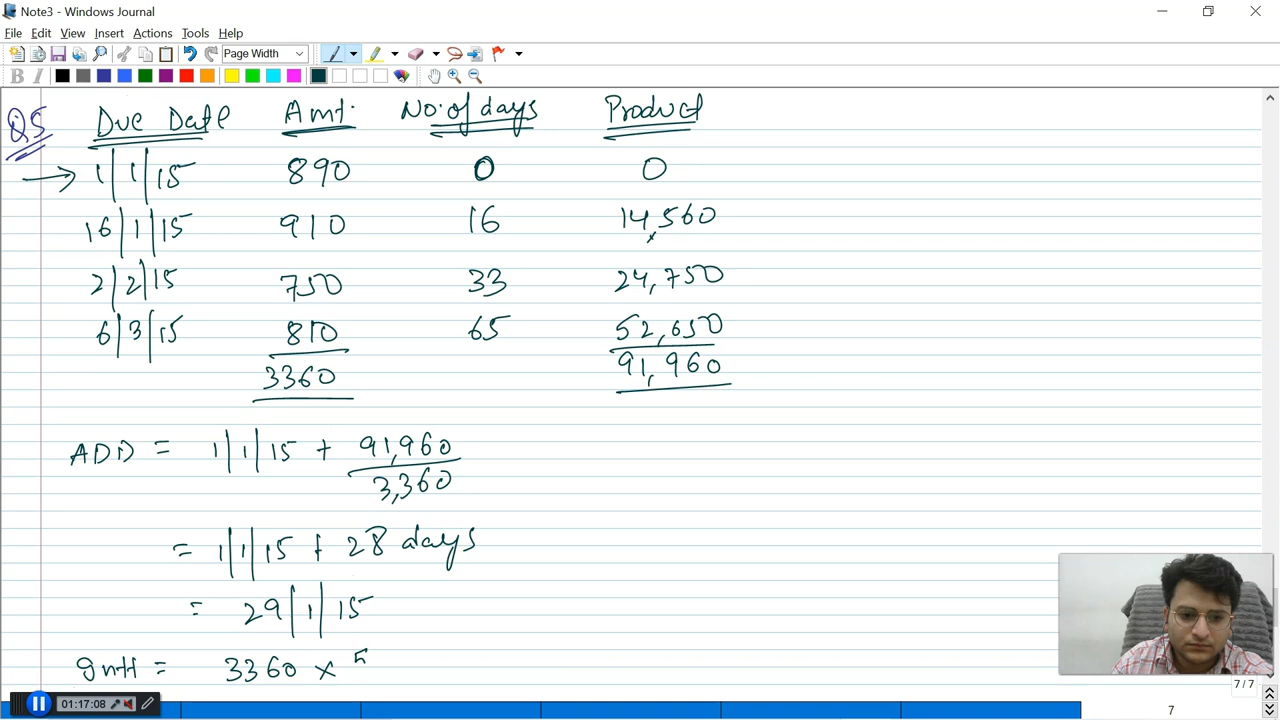 Note3 - Windows Journal
File Edit View Insert Actions Tools Help
Page Width
B I
Q5 Due Date Amt. No. of days Product
1|1|15 890 0 0
16|1|15 910 16 14,560
2|2|15 750 33 24,750
6|3|15 810 65 52,650
3360 91,960
ADD = 1|1|15 + 91,960
3,360
= 1|1|15 + 28 days
= 29|1|15
Intt = 3360 × 5
01:17:08
7/7
7